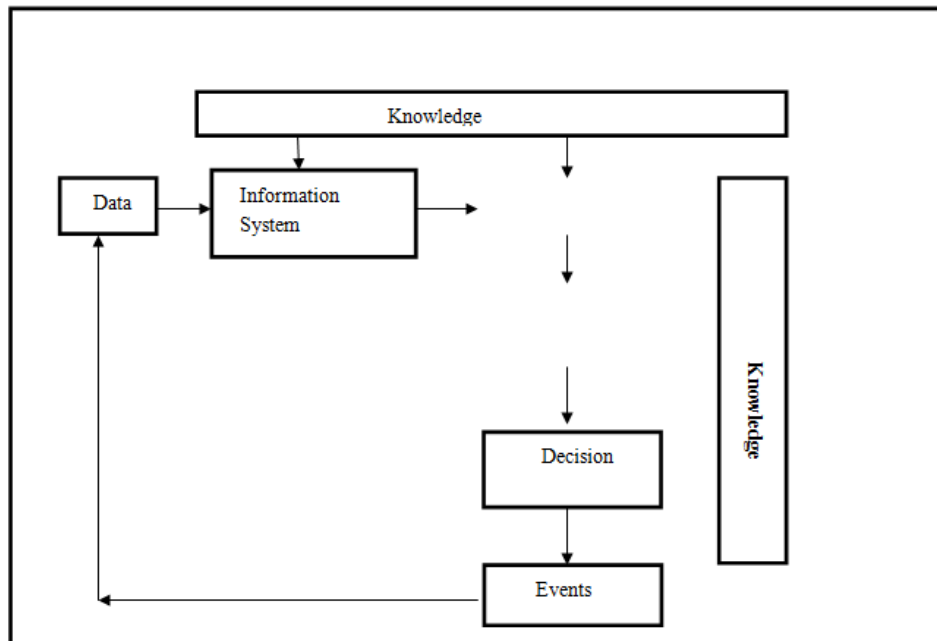 Knowledge
Data
Information
System
Knowledge
Decision
Events